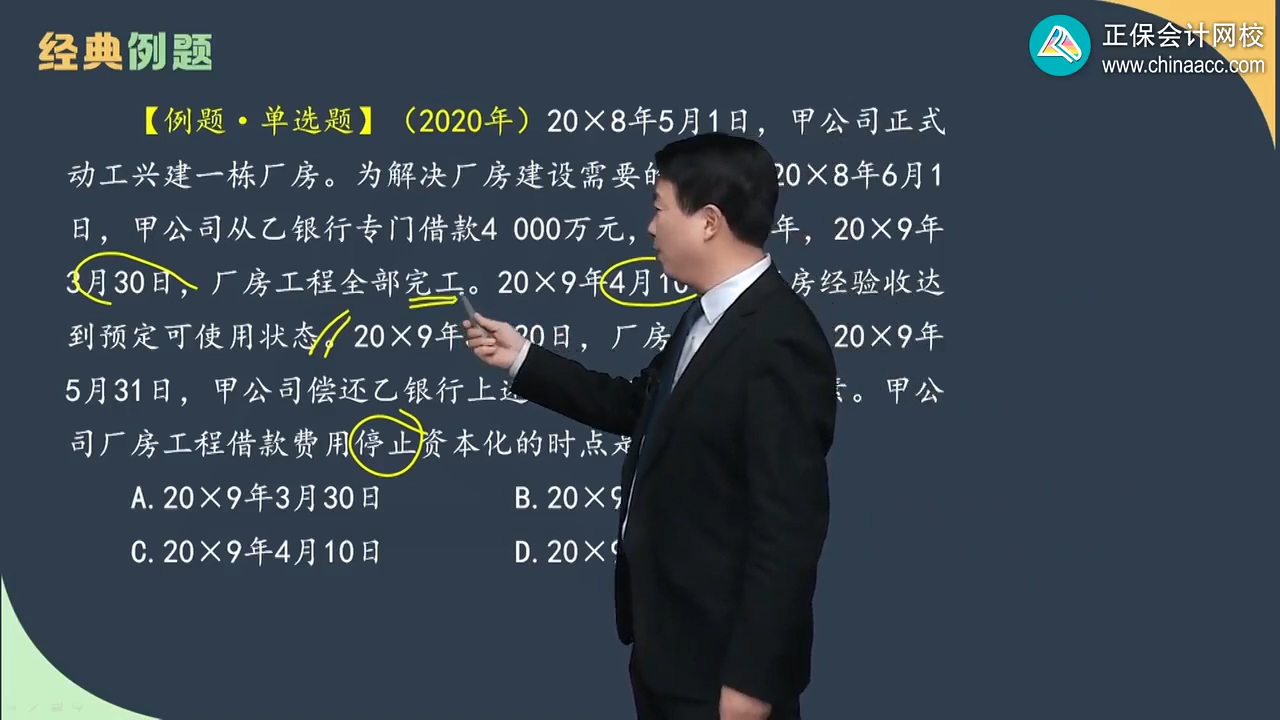 经典例题
正保会计网校
www.chinaacc.com
【例题·单选题】（2020年）20×8年5月1日，甲公司正式
动工兴建一栋厂房。为解决厂房建设需要的 20×8年6月1
日，甲公司从乙银行专门借款4 000万元， 年，20×9年
3月30日，厂房工程全部完工。20×9年4月10 房经验收达
到预定可使用状态。20×9年 20日，厂房 20×9年
5月31日，甲公司偿还乙银行上述 素。甲公
司厂房工程借款费用停止资本化的时点是
A.20×9年3月30日 B.20×9
C.20×9年4月10日 D.20×9